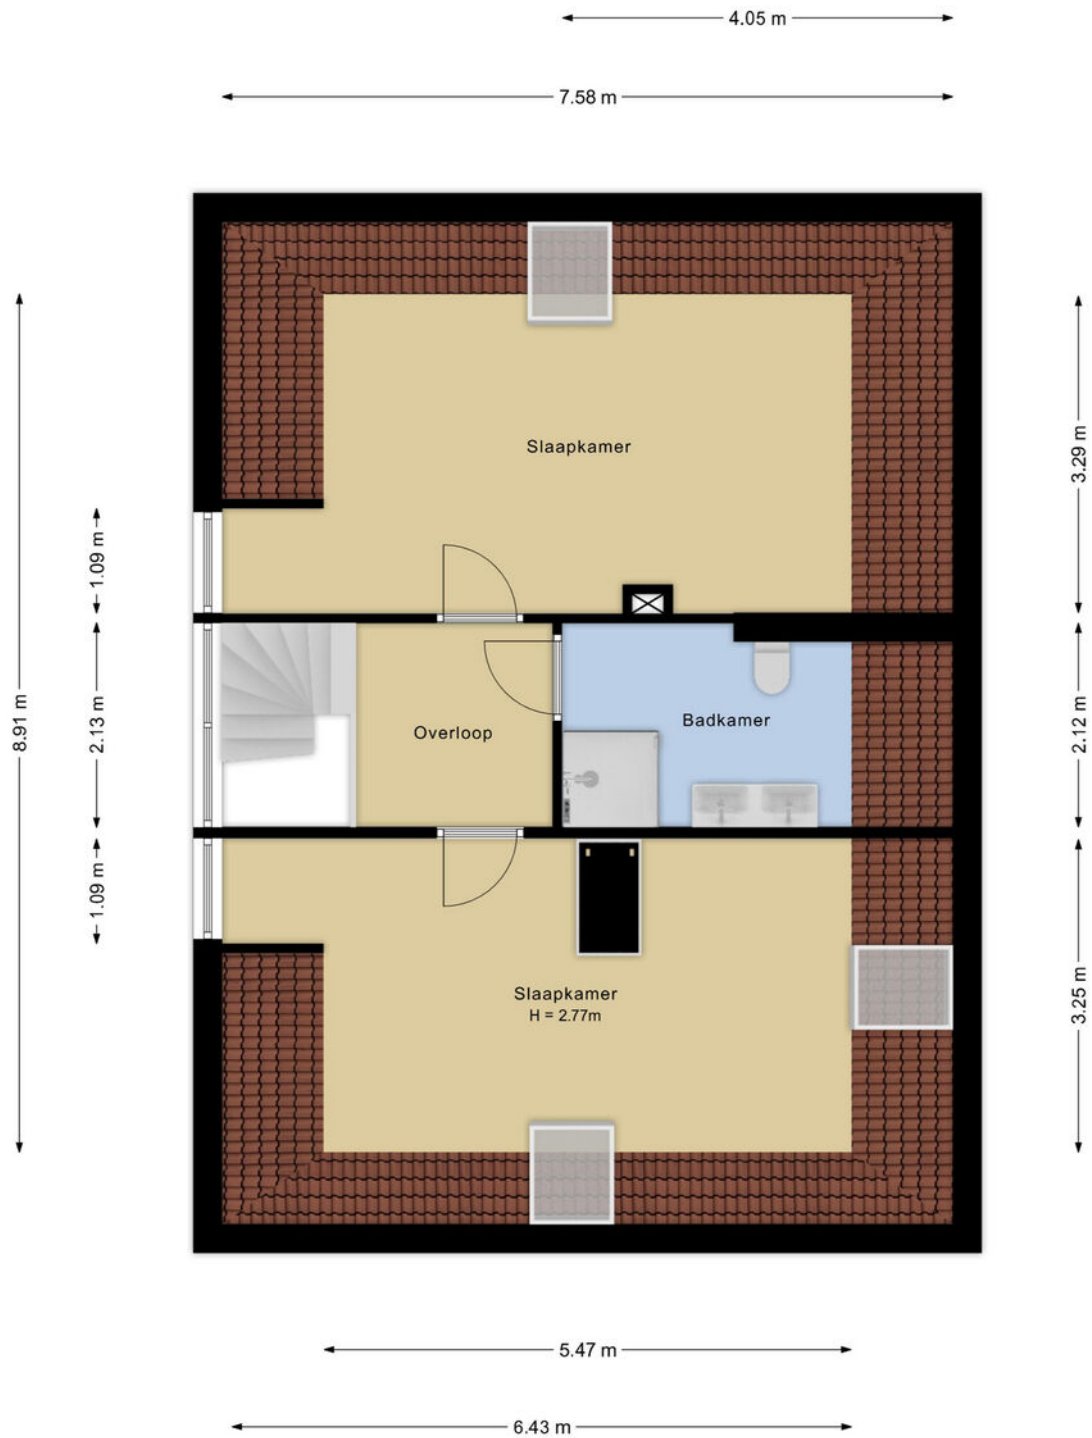 4.05 m
7.58 m
Slaapkamer
3.29 m
1.09 m
8.91 m
2.13 m
Overloop
Badkamer
2.12 m
1.09 m
Slaapkamer
H = 2.77m
3.25 m
5.47 m
6.43 m